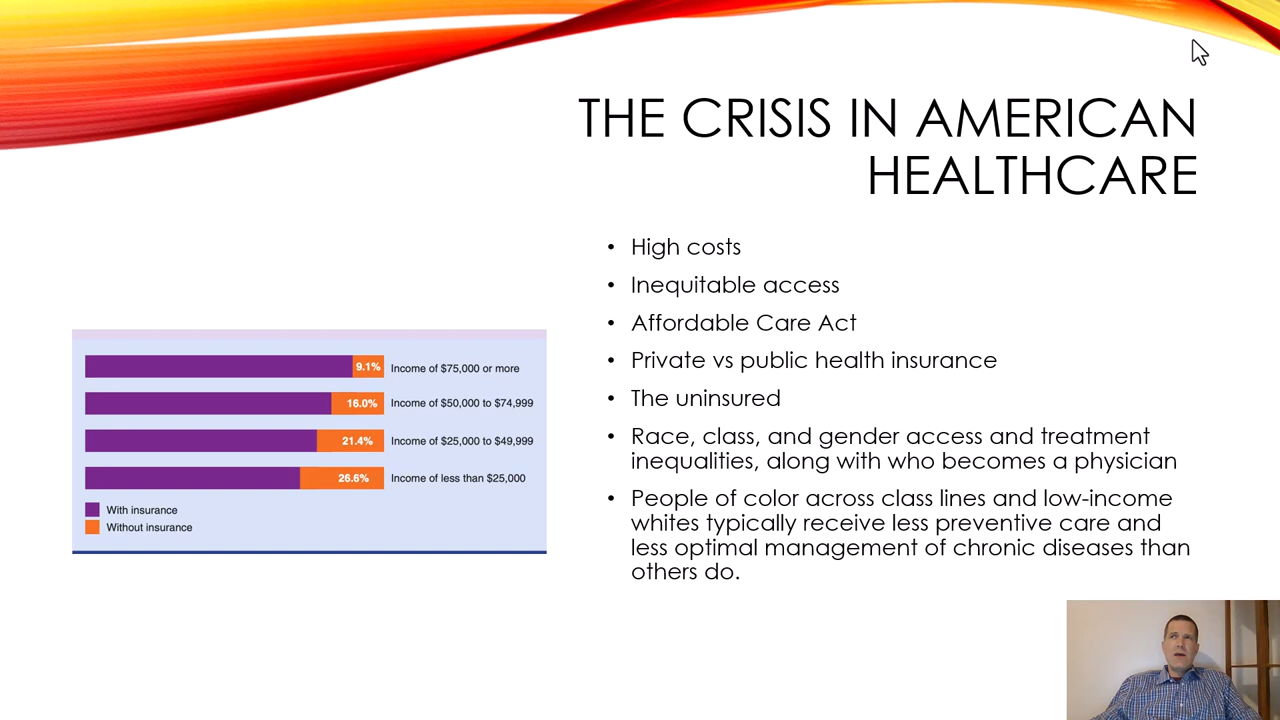 THE CRISIS IN AMERICAN
HEALTHCARE
• High costs
• Inequitable access
• Affordable Care Act
• Private vs public health insurance
• The uninsured
• Race, class, and gender access and treatment
inequalities, along with who becomes a physician
• People of color across class lines and low-income
whites typically receive less preventive care and
less optimal management of chronic diseases than
others do.
9.1% Income of $75,000 or more
16.0% Income of $50,000 to $74,999
21.4% Income of $25,000 to $49,999
26.6% Income of less than $25,000
With insurance
Without insurance